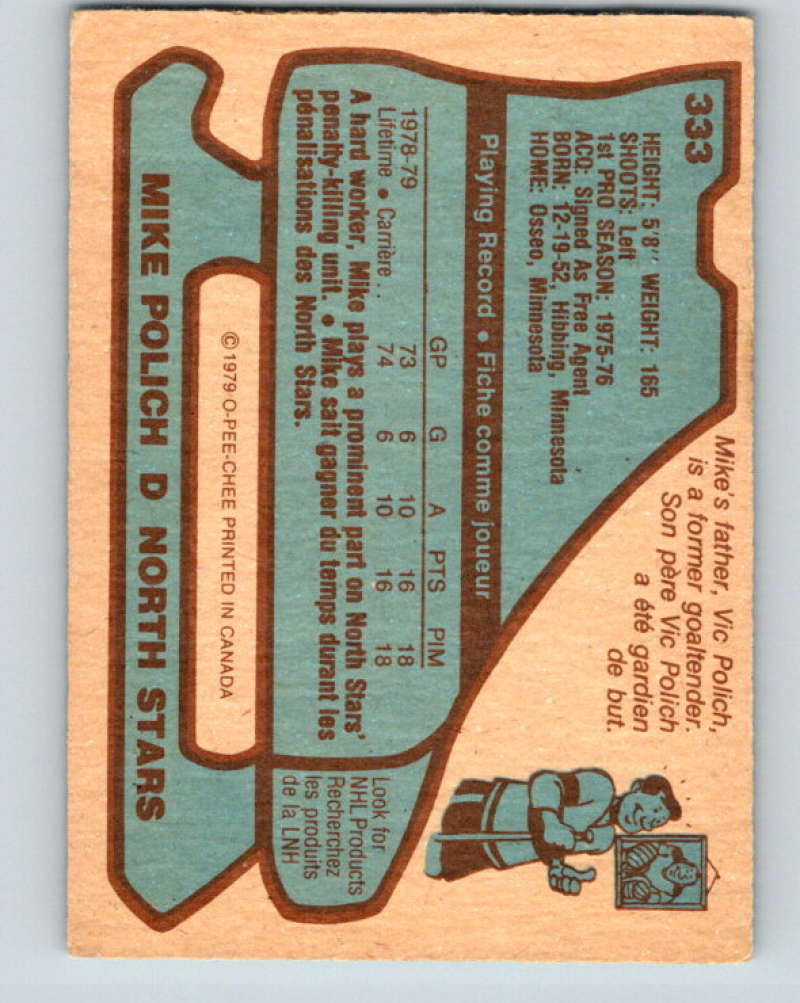 333
HEIGHT: 5'8" WEIGHT: 165
SHOOTS: Left
1st PRO SEASON: 1975-76
ACQ: Signed As Free Agent
BORN: 12-19-52, Hibbing, Minnesota
HOME: Osseo, Minnesota
Mike's father, Vic Polich,
is a former goaltender.
Son père Vic Polich
a été gardien
de but.
Playing Record • Fiche comme joueur
GP G A PTS PIM
1978-79 73 6 10 16 18
Lifetime • Carrière .. 74 6 10 16 18
A hard worker, Mike plays a prominent part on North Stars'
penalty-killing unit. • Mike sait gagner du temps durant les
pénalisations des North Stars.
Look for
NHL Products
Recherchez
les produits
de la LNH
© 1979 O-PEE-CHEE PRINTED IN CANADA
MIKE POLICH D NORTH STARS